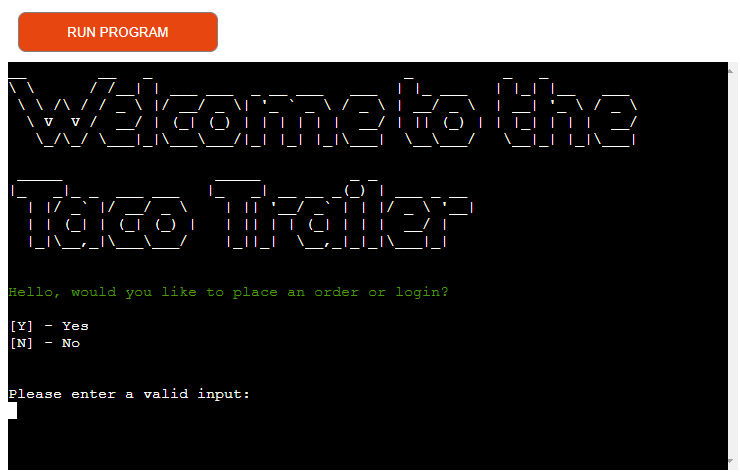 RUN PROGRAM
Welcome to the
Taco Trailer
Hello, would you like to place an order or login?
[Y] - Yes
[N] - No
Please enter a valid input: